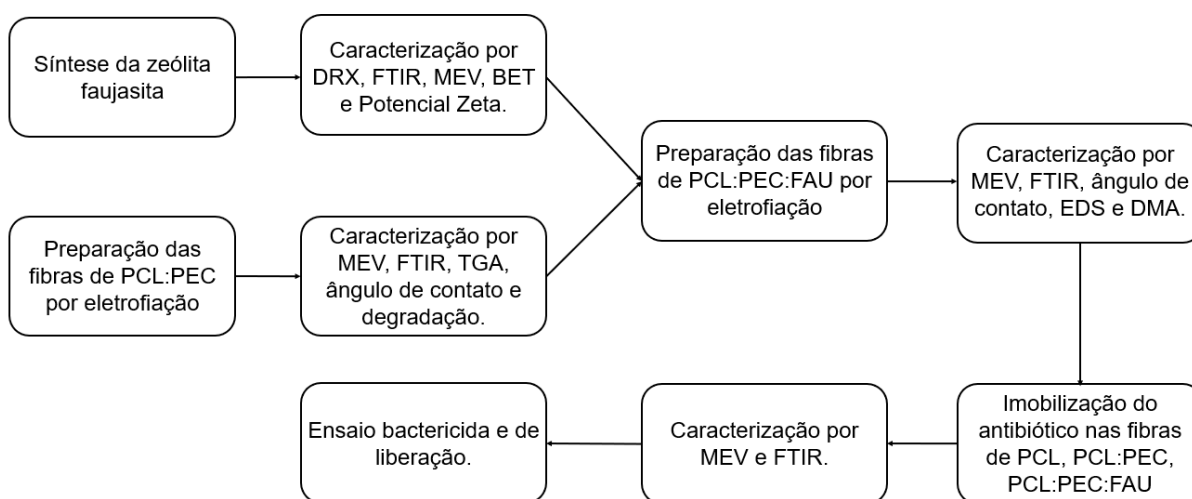 Síntese da zeólita
faujasita
Caracterização por
DRX, FTIR, MEV, BET
e Potencial Zeta.
Preparação das
fibras de PCL:PEC
por eletrofiação
Caracterização por
MEV, FTIR, TGA,
ângulo de contato e
degradação.
Preparação das fibras
de PCL:PEC:FAU por
eletrofiação
Caracterização por
MEV, FTIR, ângulo de
contato, EDS e DMA.
Imobilização do
antibiótico nas fibras
de PCL, PCL:PEC,
PCL:PEC:FAU
Caracterização por
MEV e FTIR.
Ensaio bactericida e de
liberação.